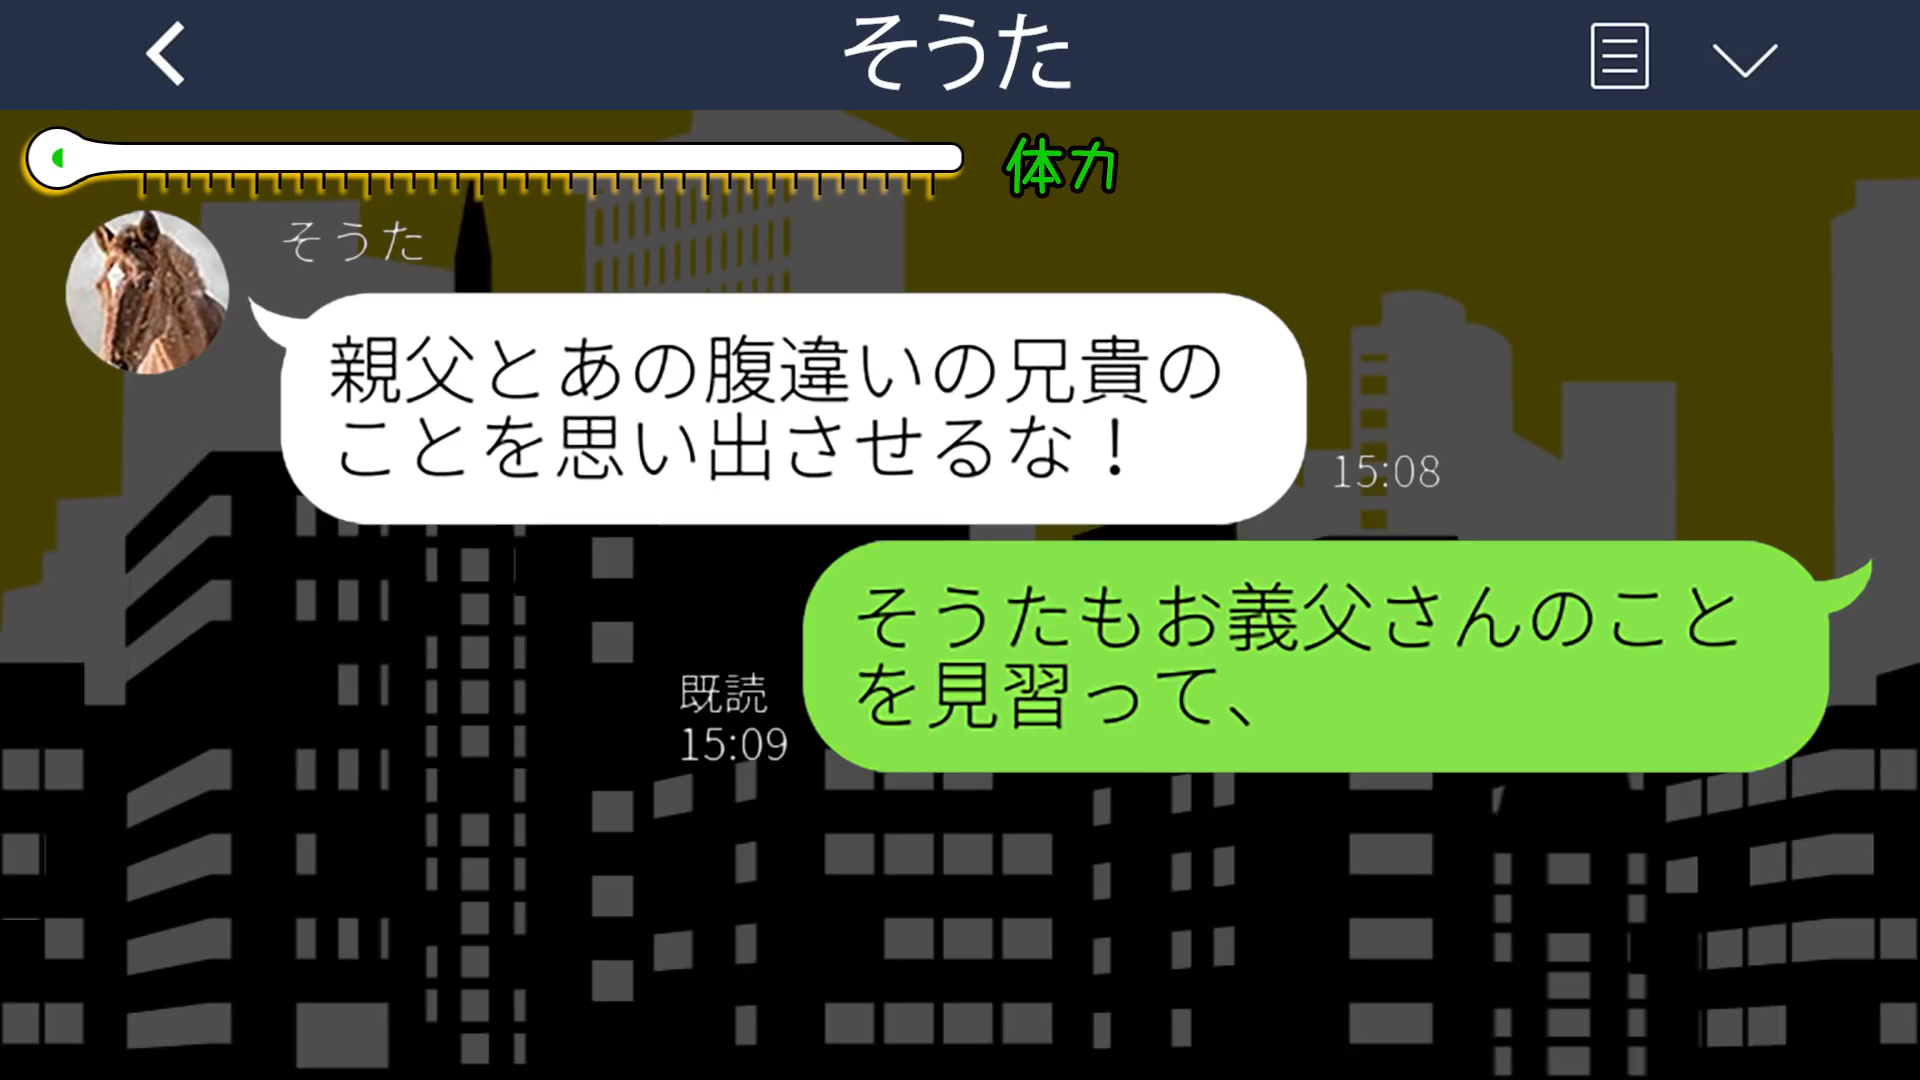 そうた
体力
そうた
親父とあの腹違いの兄貴の
ことを思い出させるな！
15:08
そうたもお義父さんのこと
を見習って、
既読
15:09